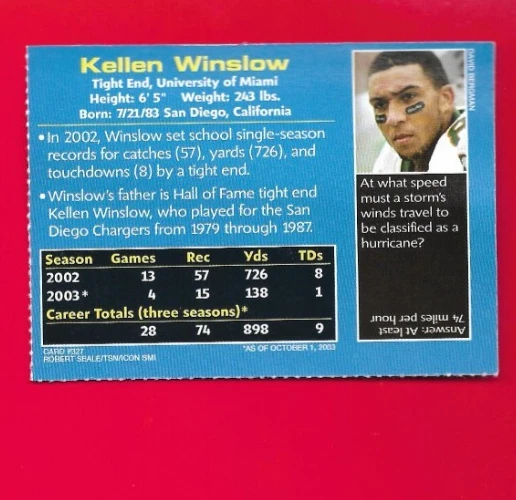 Kellen Winslow
Tight End, University of Miami
Height: 6' 5" Weight: 243 lbs.
Born: 7/21/83 San Diego, California
• In 2002, Winslow set school single-season
records for catches (57), yards (726), and
touchdowns (8) by a tight end.
• Winslow's father is Hall of Fame tight end
Kellen Winslow, who played for the San
Diego Chargers from 1979 through 1987.
Season Games Rec Yds TDs
2002 13 57 726 8
2003* 4 15 138 1
Career Totals (three seasons)*
28 74 898 9
CARD #327
ROBERT SEALE/TSN/ICON SMI
*AS OF OCTOBER 1, 2003
DAVID BERGMAN
At what speed
must a storm's
winds travel to
be classified as a
hurricane?
Answer: At least
74 miles per hour